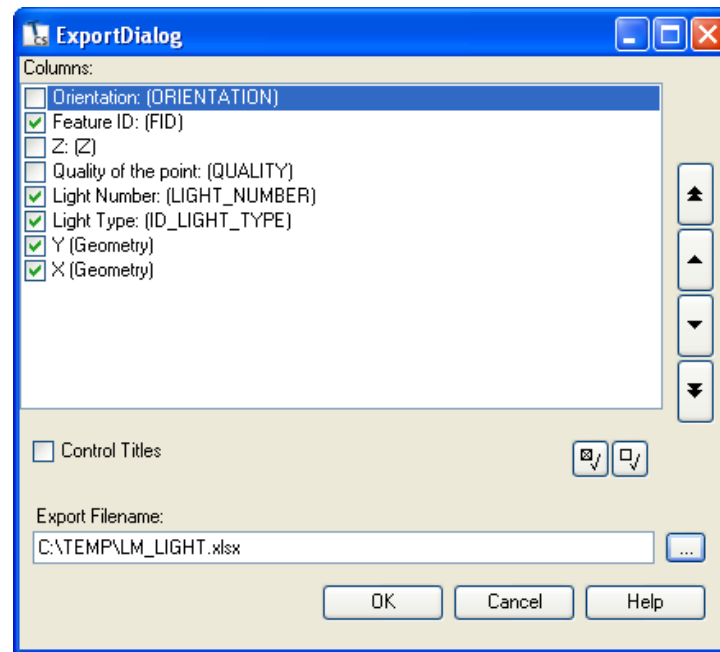 TCS ExportDialog
Columns:
Orientation: (ORIENTATION)
Feature ID: (FID)
Z: (Z)
Quality of the point: (QUALITY)
Light Number: (LIGHT_NUMBER)
Light Type: (ID_LIGHT_TYPE)
Y (Geometry)
X (Geometry)
Control Titles
Export Filename:
C:\TEMP\LM_LIGHT.xlsx
...
OK Cancel Help